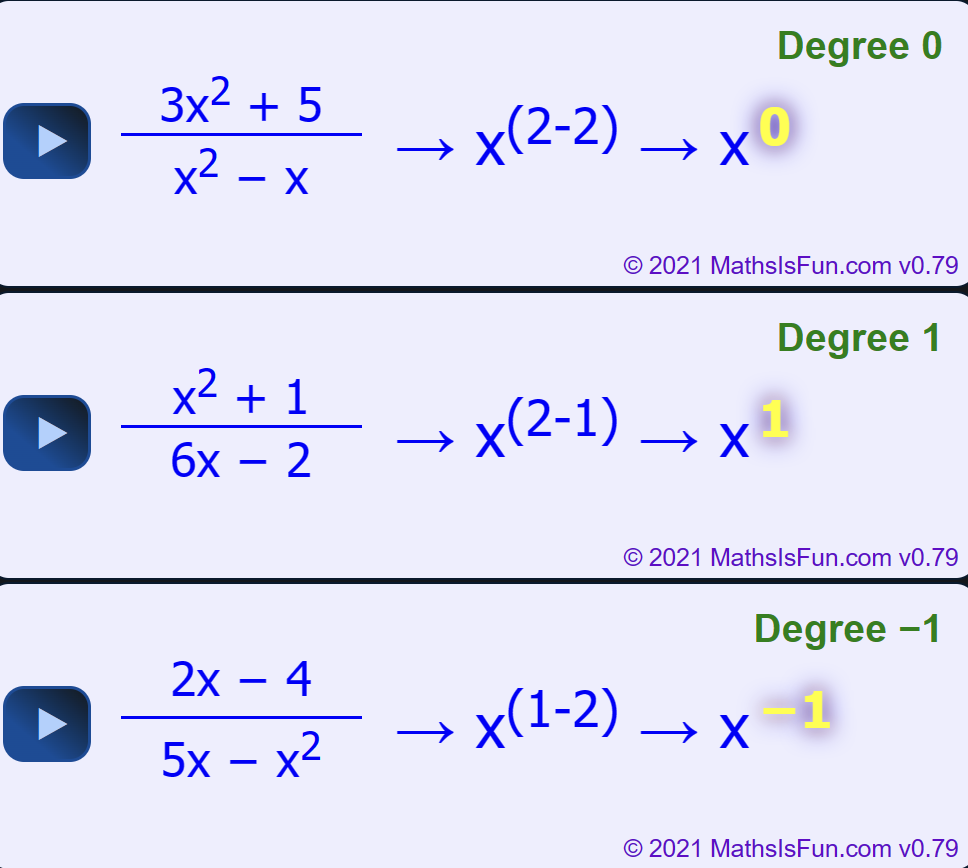 Degree 0
3x² + 5
x² − x
→ x⁽²⁻²⁾ → x⁰
© 2021 MathsIsFun.com v0.79
Degree 1
x² + 1
6x − 2
→ x⁽²⁻¹⁾ → x¹
© 2021 MathsIsFun.com v0.79
Degree −1
2x − 4
5x − x²
→ x⁽¹⁻²⁾ → x⁻¹
© 2021 MathsIsFun.com v0.79